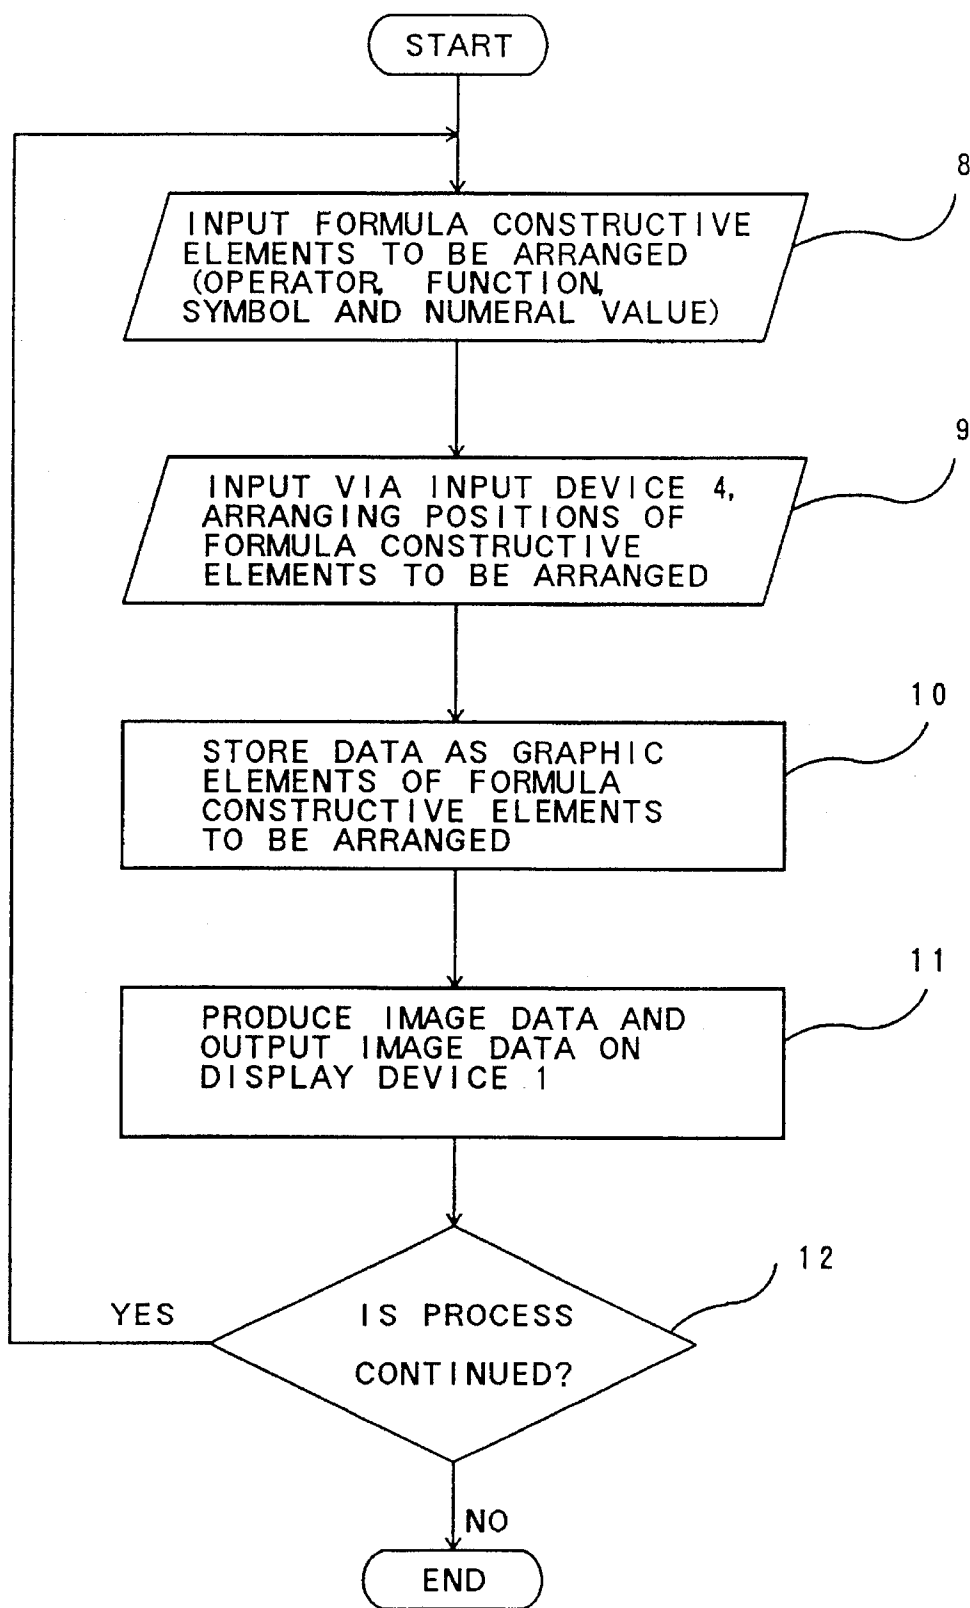 START
8
INPUT FORMULA CONSTRUCTIVE
ELEMENTS TO BE ARRANGED
(OPERATOR, FUNCTION,
SYMBOL AND NUMERAL VALUE)
9
INPUT VIA INPUT DEVICE 4,
ARRANGING POSITIONS OF
FORMULA CONSTRUCTIVE
ELEMENTS TO BE ARRANGED
10
STORE DATA AS GRAPHIC
ELEMENTS OF FORMULA
CONSTRUCTIVE ELEMENTS
TO BE ARRANGED
11
PRODUCE IMAGE DATA AND
OUTPUT IMAGE DATA ON
DISPLAY DEVICE 1
12
YES
IS PROCESS
CONTINUED?
NO
END